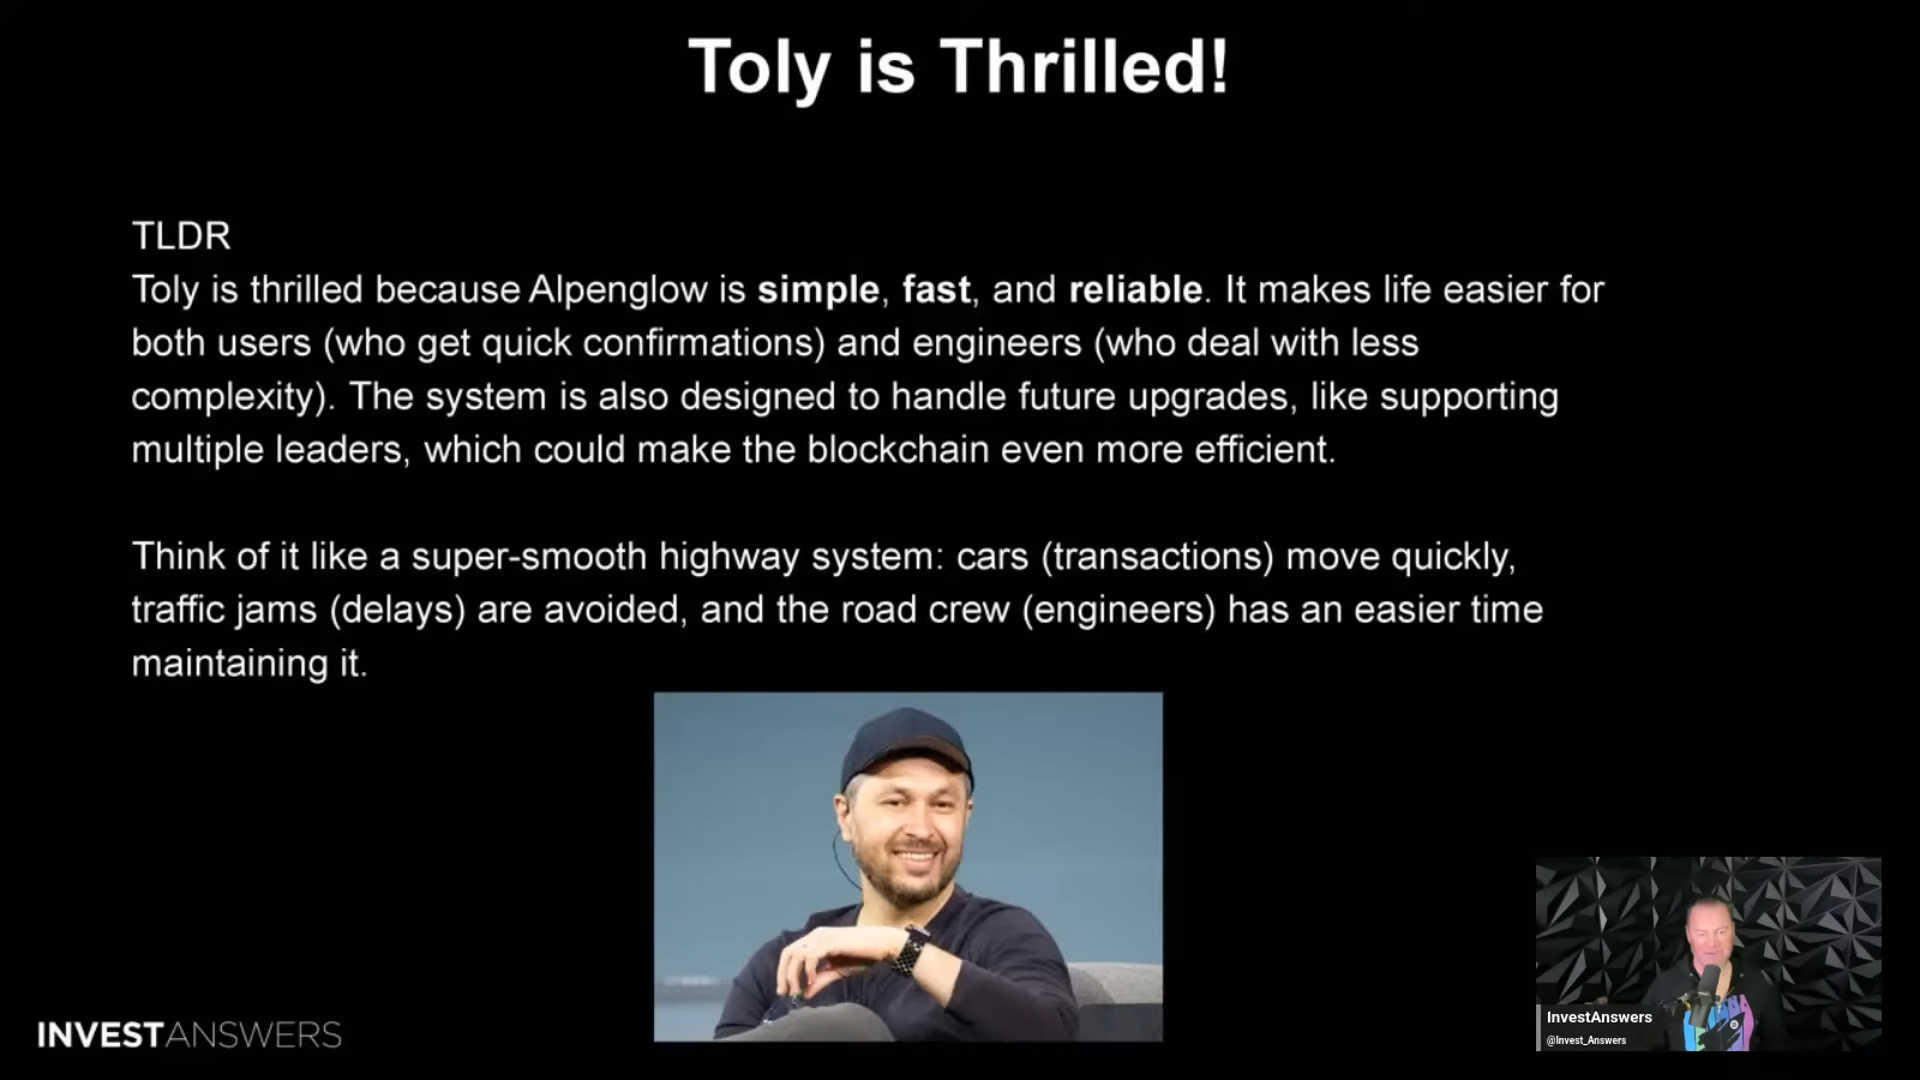 Toly is Thrilled!
TLDR
Toly is thrilled because Alpenglow is simple, fast, and reliable. It makes life easier for
both users (who get quick confirmations) and engineers (who deal with less
complexity). The system is also designed to handle future upgrades, like supporting
multiple leaders, which could make the blockchain even more efficient.
Think of it like a super-smooth highway system: cars (transactions) move quickly,
traffic jams (delays) are avoided, and the road crew (engineers) has an easier time
maintaining it.
INVESTANSWERS
InvestAnswers
@Invest_Answers